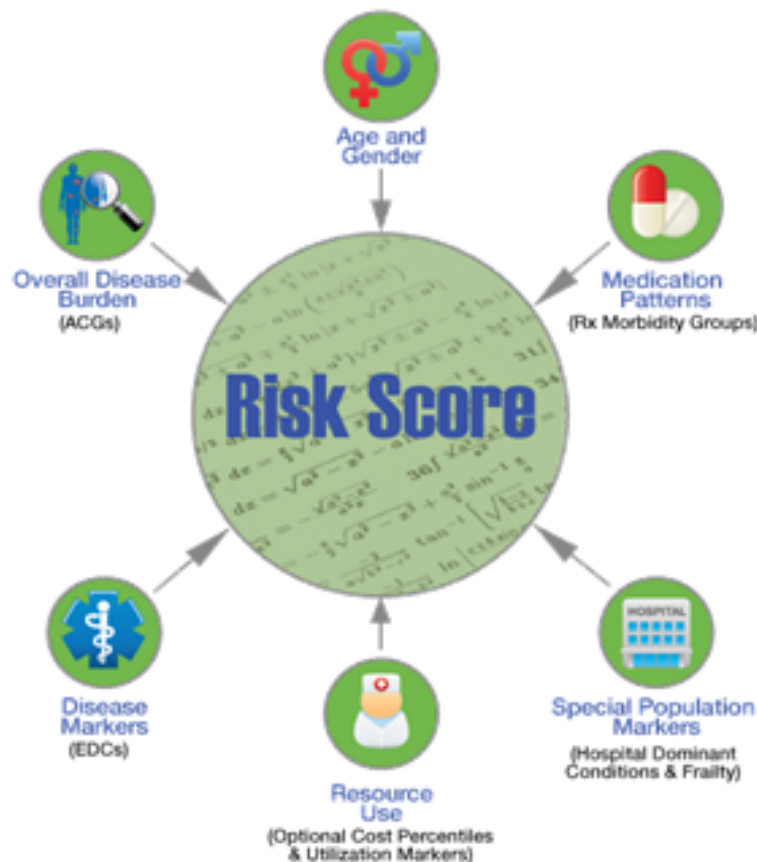 Age and
Gender
Overall Disease
Burden
(ACGs)
Medication
Patterns
(Rx Morbidity Groups)
Risk Score
HOSPITAL
Disease
Markers
(EDCs)
Special Population
Markers
(Hospital Dominant
Conditions & Frailty)
Resource
Use
(Optional Cost Percentiles
& Utilization Markers)